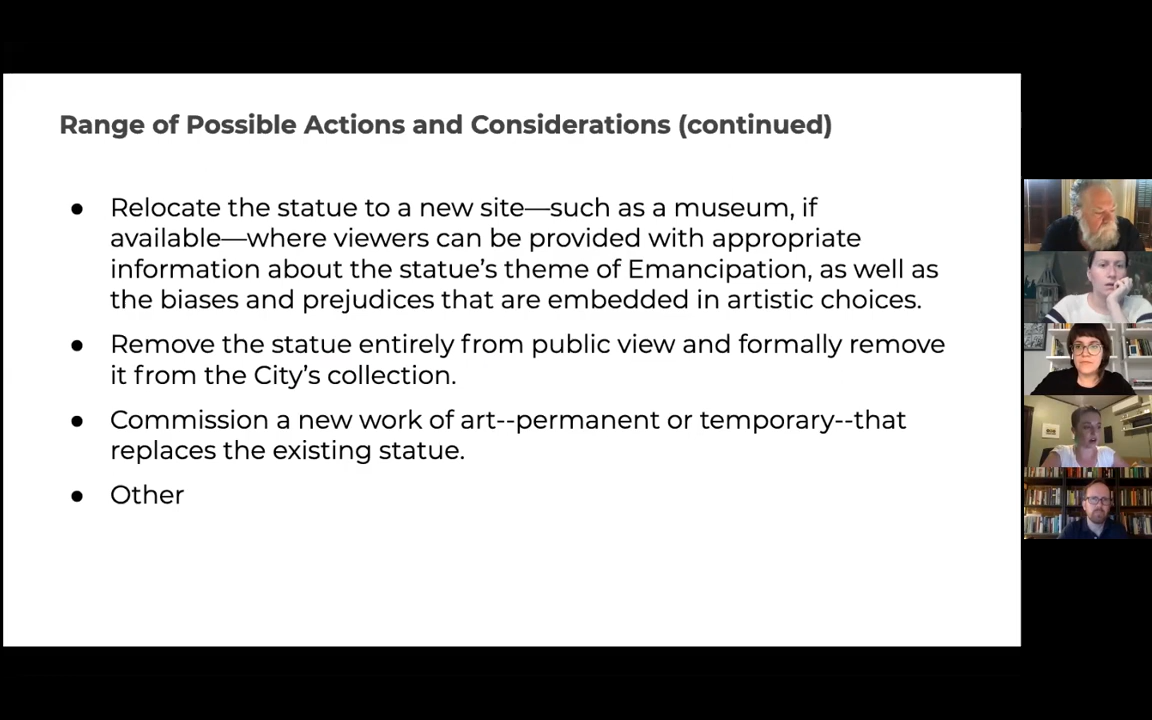 Range of Possible Actions and Considerations (continued)
● Relocate the statue to a new site—such as a museum, if
available—where viewers can be provided with appropriate
information about the statue's theme of Emancipation, as well as
the biases and prejudices that are embedded in artistic choices.
● Remove the statue entirely from public view and formally remove
it from the City's collection.
● Commission a new work of art--permanent or temporary--that
replaces the existing statue.
● Other